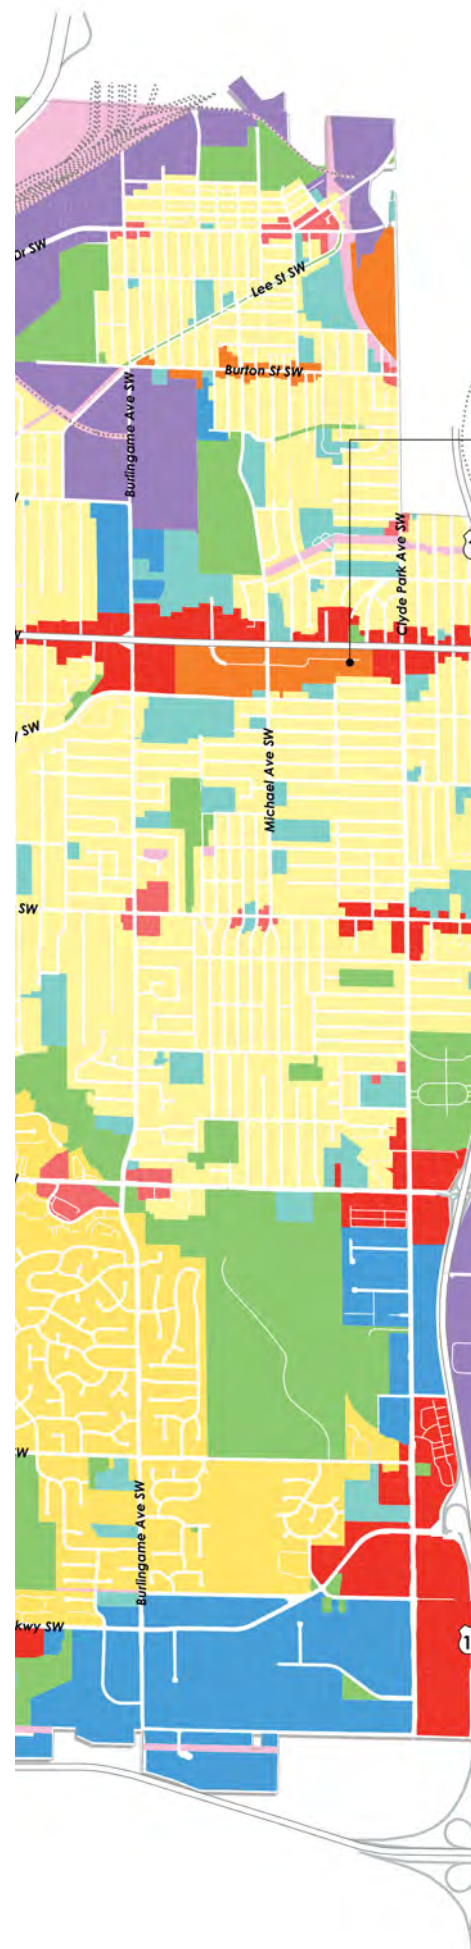 Dr SW
Lee St SW
Burton St SW
Burlingame Ave SW
Clyde Park Ave SW
W
SW
Michael Ave SW
SW
W
Burlingame Ave SW
kwy SW
1